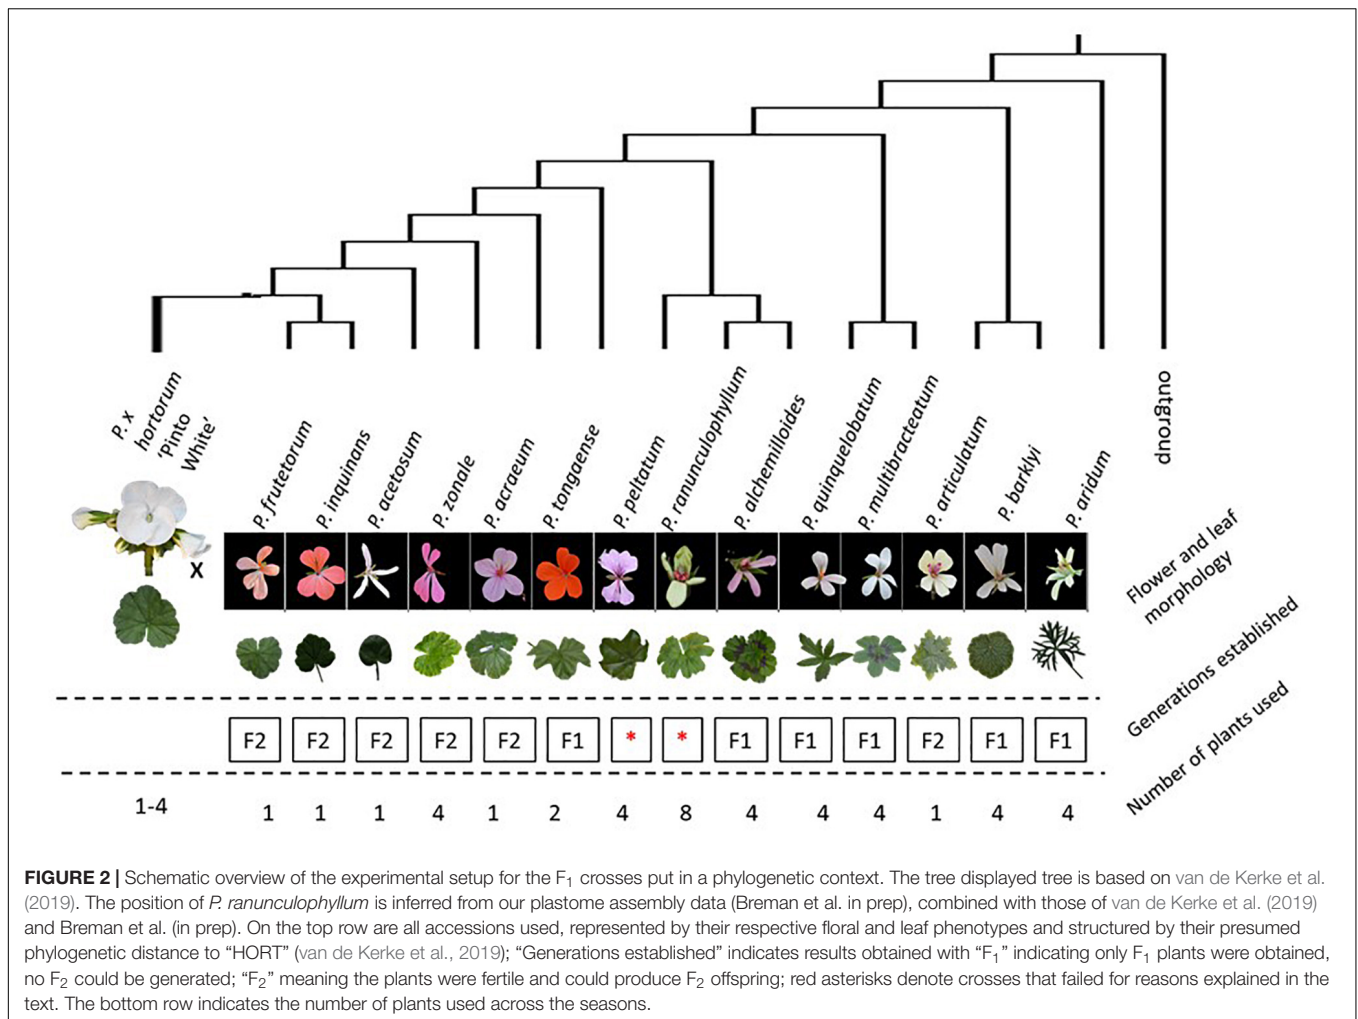 P. x
hortorum
'Pinto
White'
P. frutetorum
P. inquinans
P. acetosum
P. zonale
P. acraeum
P. tongaense
P. peltatum
P. ranunculophyllum
P. alchemilloides
P. quinquelobatum
P. multibracteatum
P. articulatum
P. barklyi
P. aridum
outgroup
X
Flower and leaf
morphology
F2 F2 F2 F2 F2 F1 * * F1 F1 F1 F2 F1 F1
Generations established
1-4 1 1 1 4 1 2 4 8 4 4 4 1 4 4
Number of plants used
FIGURE 2 | Schematic overview of the experimental setup for the F₁ crosses put in a phylogenetic context. The tree displayed tree is based on van de Kerke et al.
(2019). The position of P. ranunculophyllum is inferred from our plastome assembly data (Breman et al. in prep), combined with those of van de Kerke et al. (2019)
and Breman et al. (in prep). On the top row are all accessions used, represented by their respective floral and leaf phenotypes and structured by their presumed
phylogenetic distance to “HORT” (van de Kerke et al., 2019); “Generations established” indicates results obtained with “F₁” indicating only F₁ plants were obtained,
no F₂ could be generated; “F₂” meaning the plants were fertile and could produce F₂ offspring; red asterisks denote crosses that failed for reasons explained in the
text. The bottom row indicates the number of plants used across the seasons.